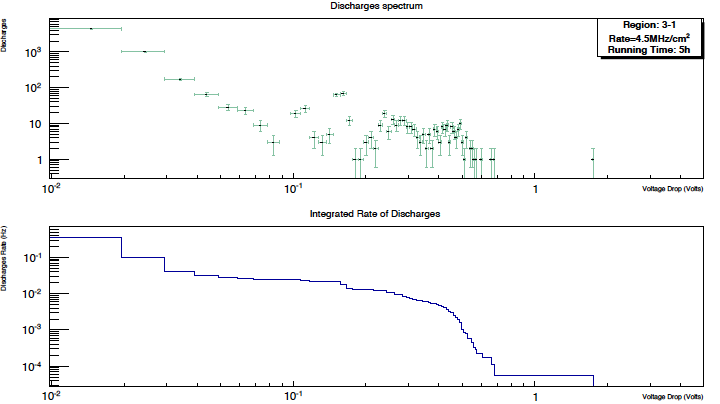 Discharges spectrum
Discharges
Region: 3-1
Rate=4.5MHz/cm²
Running Time: 5h
10³
10²
10
1
10⁻²
10⁻¹
1
Voltage Drop (Volts)
Integrated Rate of Discharges
Discharges Rate (Hz)
10⁻¹
10⁻²
10⁻³
10⁻⁴
10⁻²
10⁻¹
1
Voltage Drop (Volts)